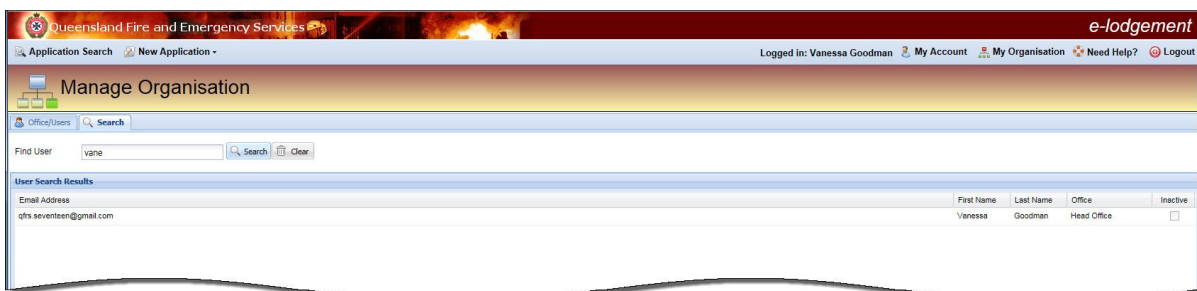 Queensland Fire and Emergency Services
e-lodgement
Application Search New Application Logged in: Vanessa Goodman My Account My Organisation Need Help? Logout
Manage Organisation
Office/Users Search
Find User vane Search Clear
User Search Results
Email Address First Name Last Name Office Inactive
qfrs.seventeen@gmail.com Vanessa Goodman Head Office